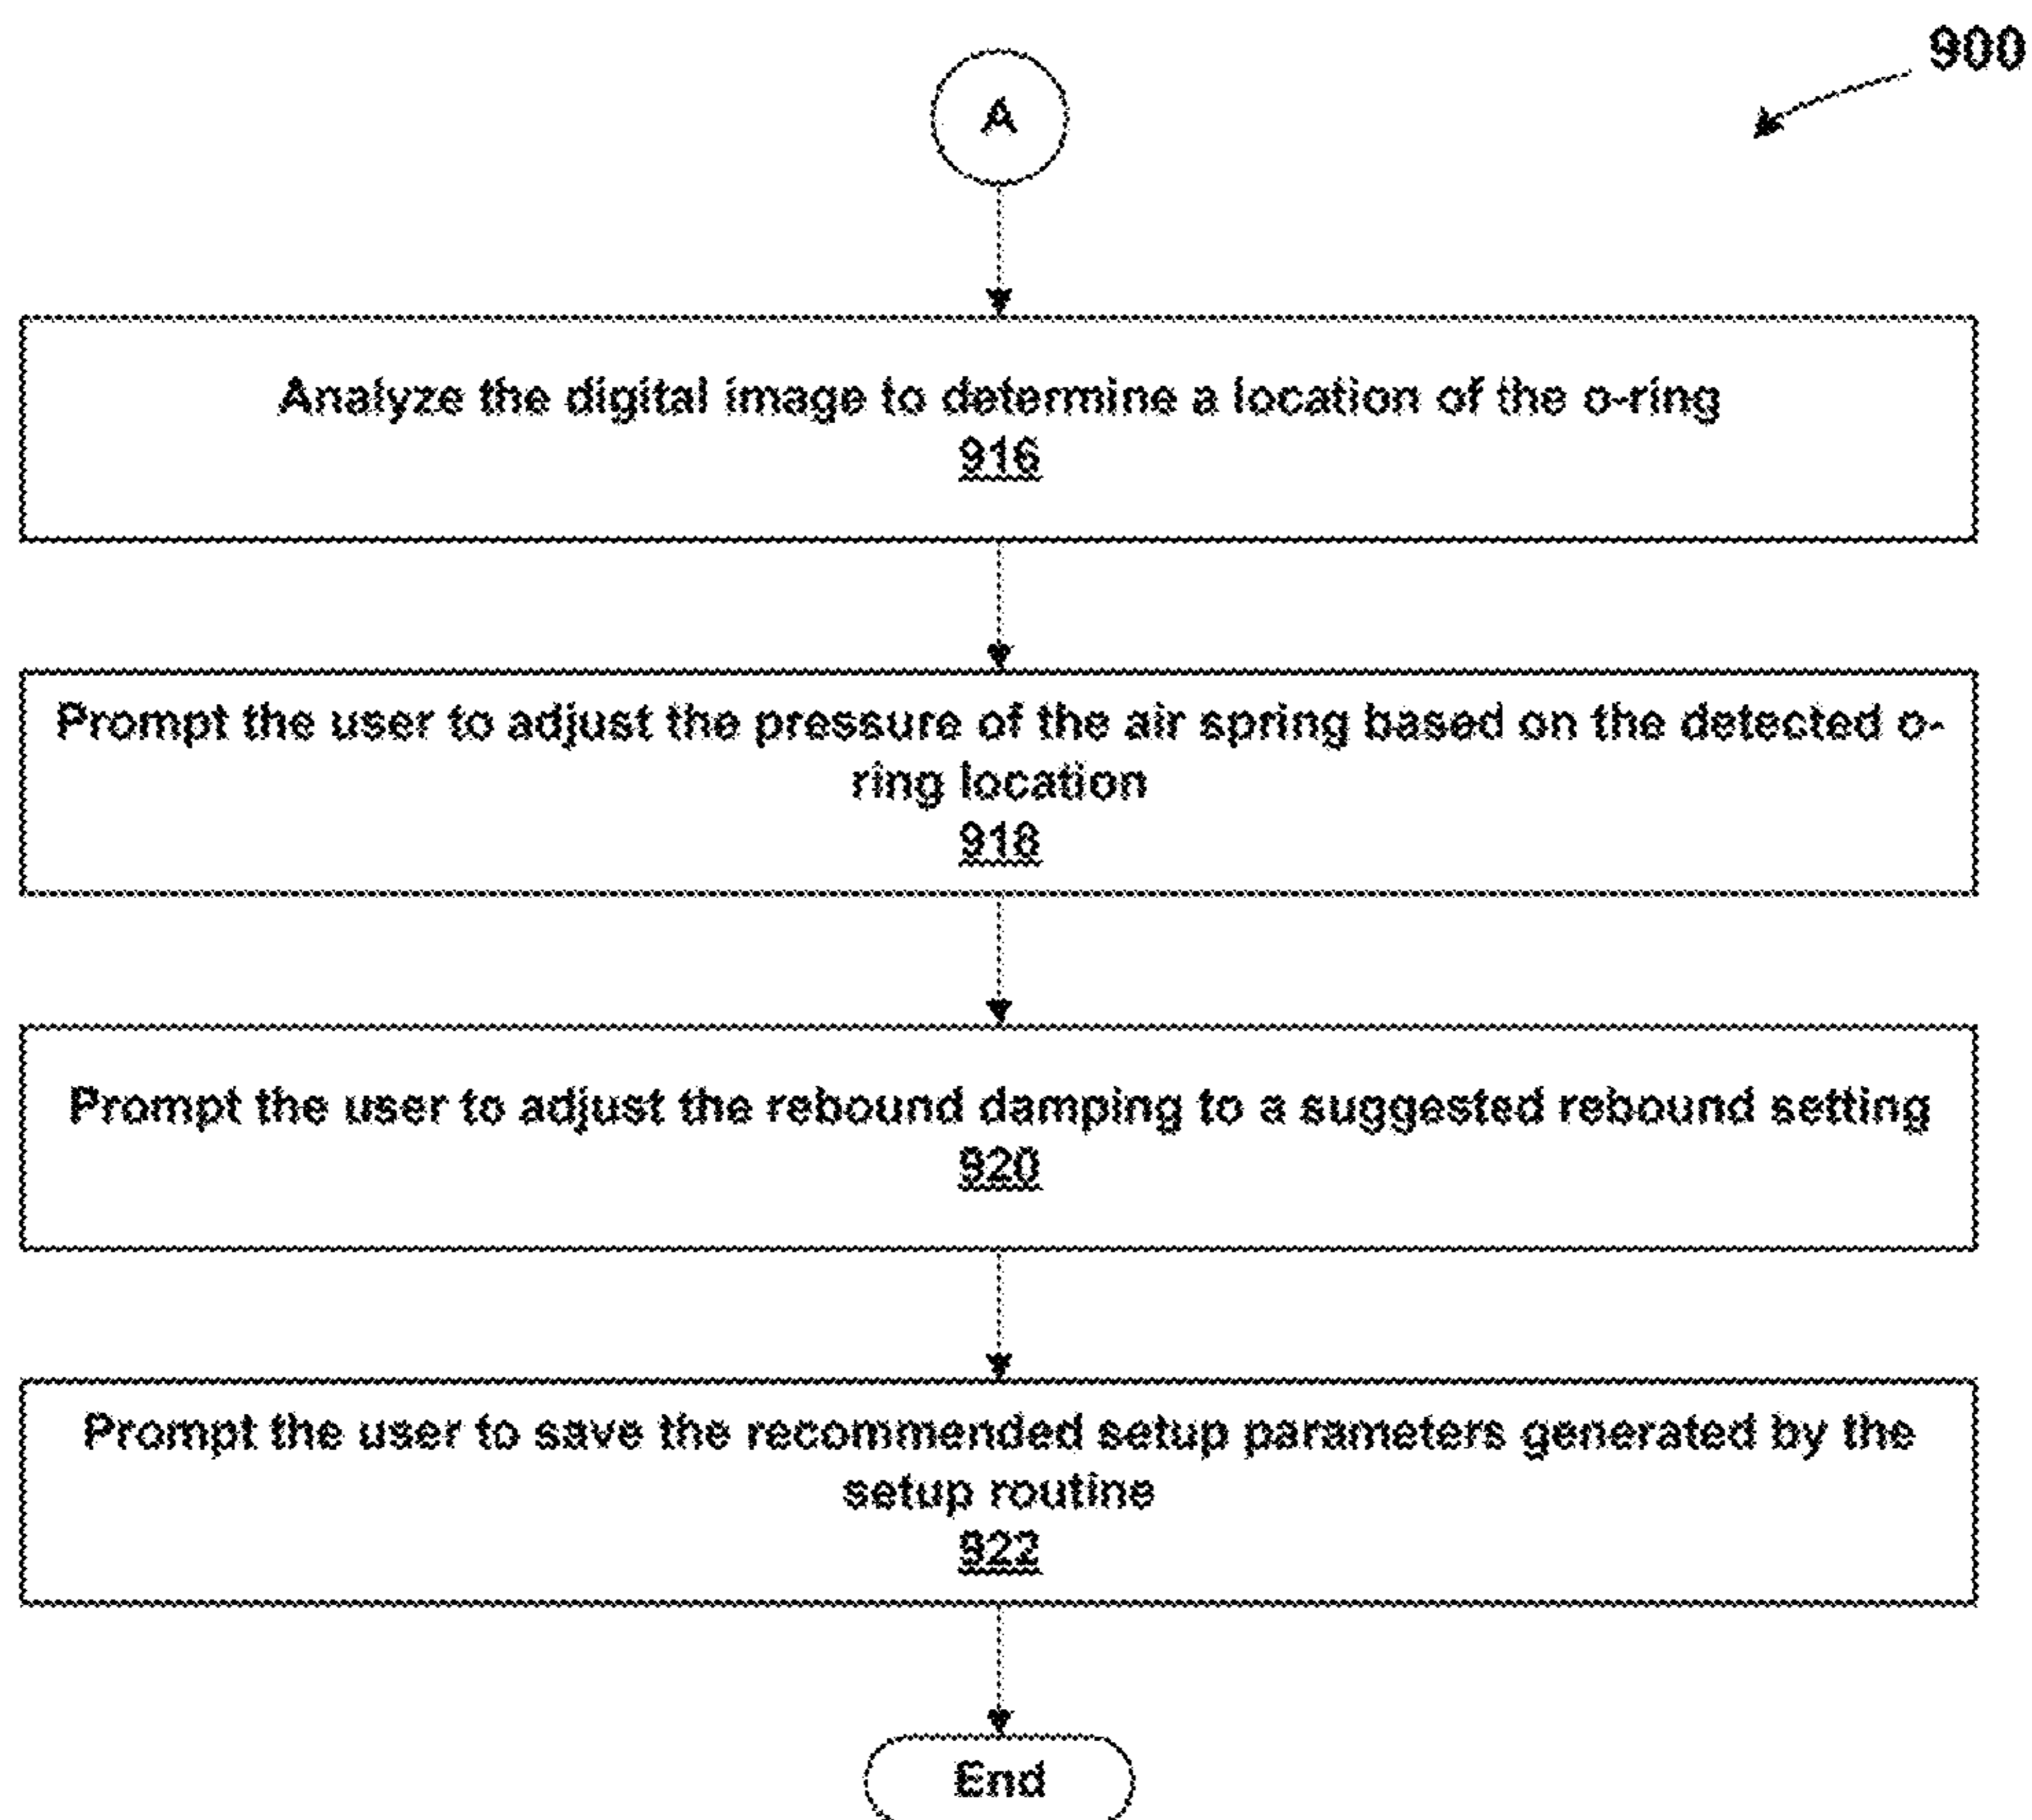 900
A
Analyze the digital image to determine a location of the o-ring
916
Prompt the user to adjust the pressure of the air spring based on the detected o-
ring location
918
Prompt the user to adjust the rebound damping to a suggested rebound setting
920
Prompt the user to save the recommended setup parameters generated by the
setup routine
922
End